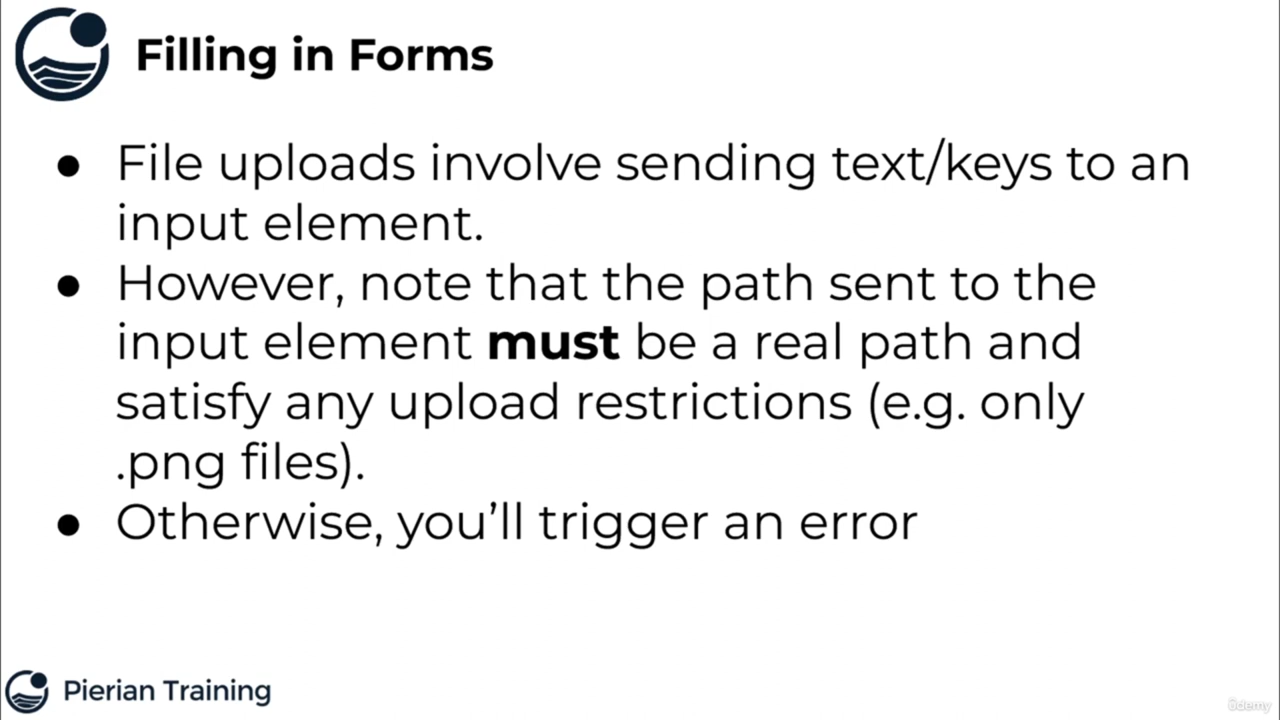 Filling in Forms
● File uploads involve sending text/keys to an
input element.
● However, note that the path sent to the
input element must be a real path and
satisfy any upload restrictions (e.g. only
.png files).
● Otherwise, you’ll trigger an error
Pierian Training
ûdemy